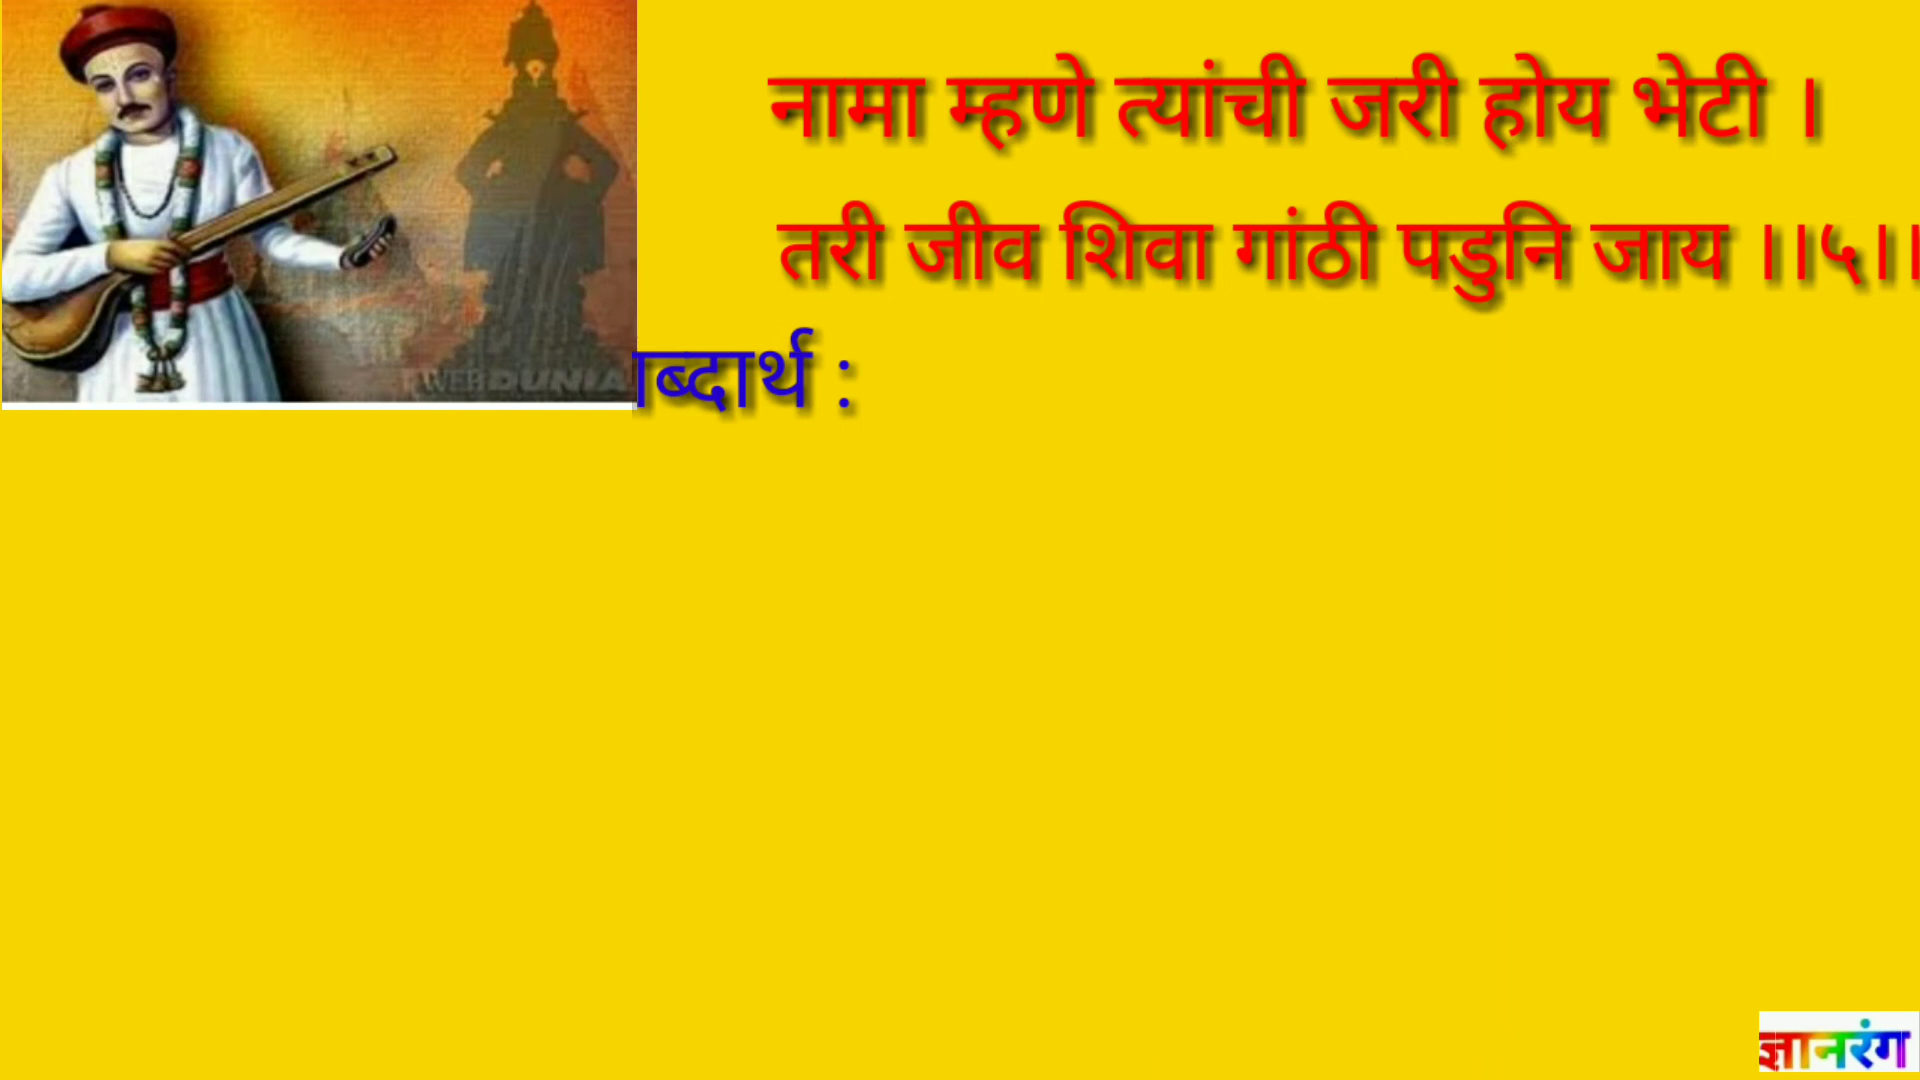 नामा म्हणे त्यांची जरी होय भेटी ।
तरी जीव शिवा गांठी पडुनि जाय ।।५।।
ाब्दार्थ :
WEBDUNIA
ज्ञानरंग